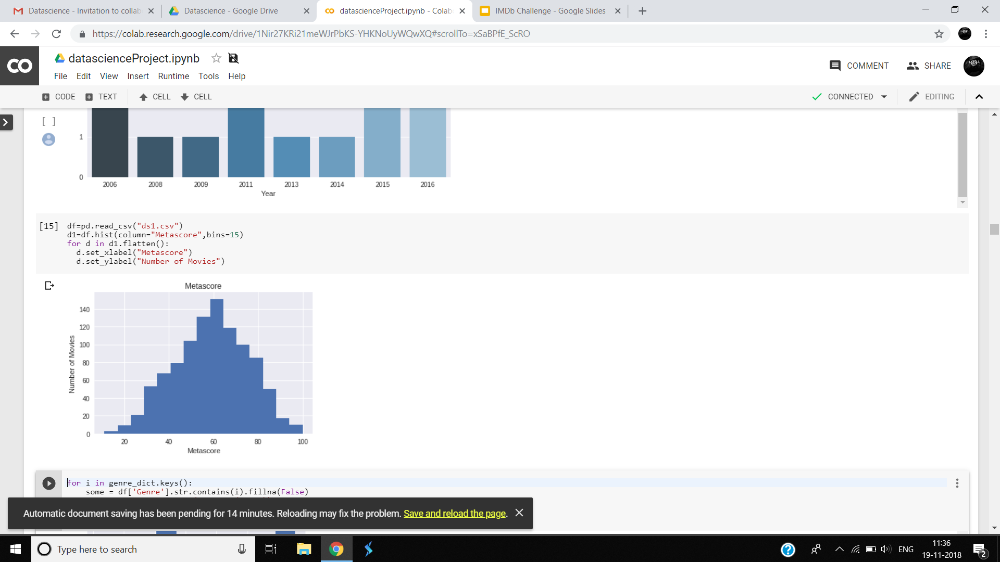 Datascience - Invitation to collab
Datascience - Google Drive
datascienceProject.ipynb - Colab
IMDb Challenge - Google Slides
https://colab.research.google.com/drive/1Nir27KRi21meWJrPbKS-YHKNoUyWQwXQ#scrollTo=xSaBPfE_ScRO
CO
datascienceProject.ipynb
COMMENT
SHARE
File Edit View Insert Runtime Tools Help
CODE TEXT CELL CELL
CONNECTED
EDITING
[ ]
1
0
2006 2008 2009 2011 2013 2014 2015 2016
Year
[15]
df=pd.read_csv("ds1.csv")
d1=df.hist(column="Metascore",bins=15)
for d in d1.flatten():
  d.set_xlabel("Metascore")
  d.set_ylabel("Number of Movies")
Metascore
Number of Movies
140
120
100
80
60
40
20
0
20 40 60 80 100
Metascore
for i in genre_dict.keys():
    some = df['Genre'].str.contains(i).fillna(False)
Automatic document saving has been pending for 14 minutes. Reloading may fix the problem. Save and reload the page.
Type here to search
ENG
11:36
19-11-2018
2